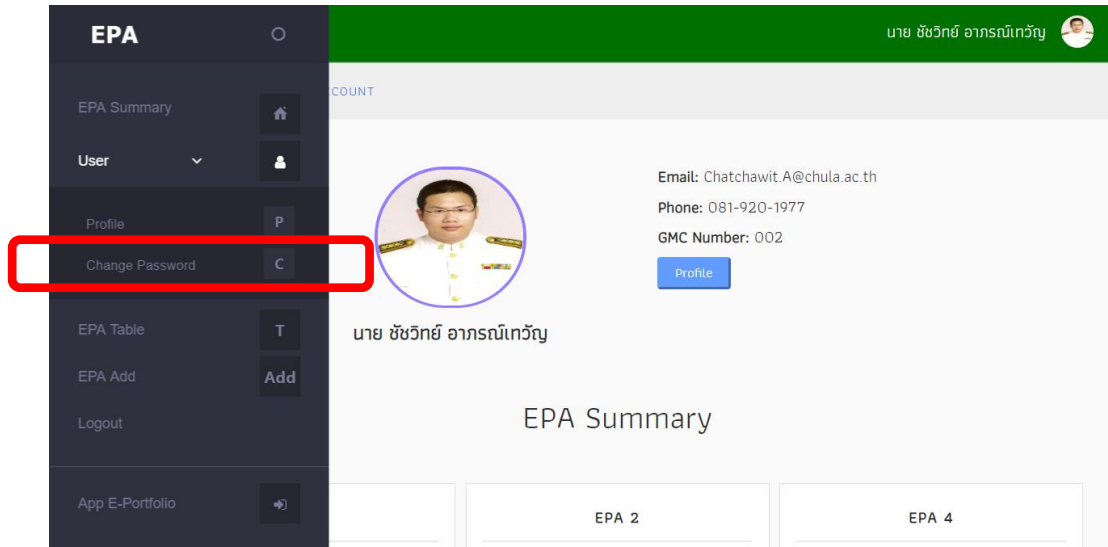 EPA
นาย ชัชวิทย์ อาภรณ์เทวัญ
EPA Summary
COUNT
User
Profile
P
Change Password
C
EPA Table
T
EPA Add
Add
Logout
App E-Portfolio
Email: Chatchawit.A@chula.ac.th
Phone: 081-920-1977
GMC Number: 002
Profile
นาย ชัชวิทย์ อาภรณ์เทวัญ
EPA Summary
EPA 2
EPA 4